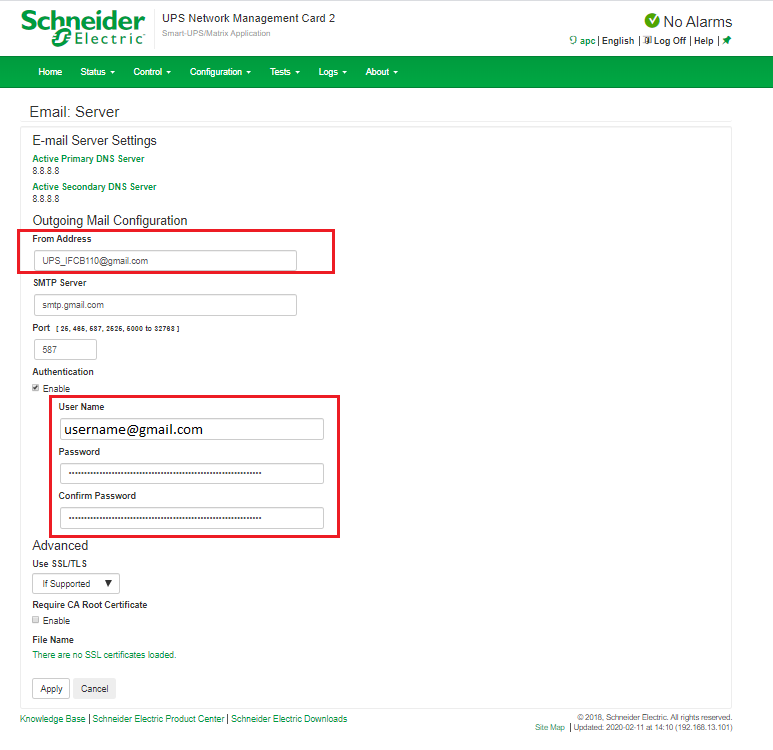 Schneider Electric
UPS Network Management Card 2
Smart-UPS/Matrix Application
No Alarms
apc | English | Log Off | Help |
Home Status Control Configuration Tests Logs About
Email: Server
E-mail Server Settings
Active Primary DNS Server
8.8.8.8
Active Secondary DNS Server
8.8.8.8
Outgoing Mail Configuration
From Address
UPS_IFCB110@gmail.com
SMTP Server
smtp.gmail.com
Port [ 25, 465, 587, 2525, 5000 to 32768 ]
587
Authentication
Enable
User Name
username@gmail.com
Password
Confirm Password
Advanced
Use SSL/TLS
If Supported
Require CA Root Certificate
Enable
File Name
There are no SSL certificates loaded.
Apply Cancel
Knowledge Base | Schneider Electric Product Center | Schneider Electric Downloads
© 2018, Schneider Electric. All rights reserved.
Site Map | Updated: 2020-02-11 at 14:10 (192.168.13.101)